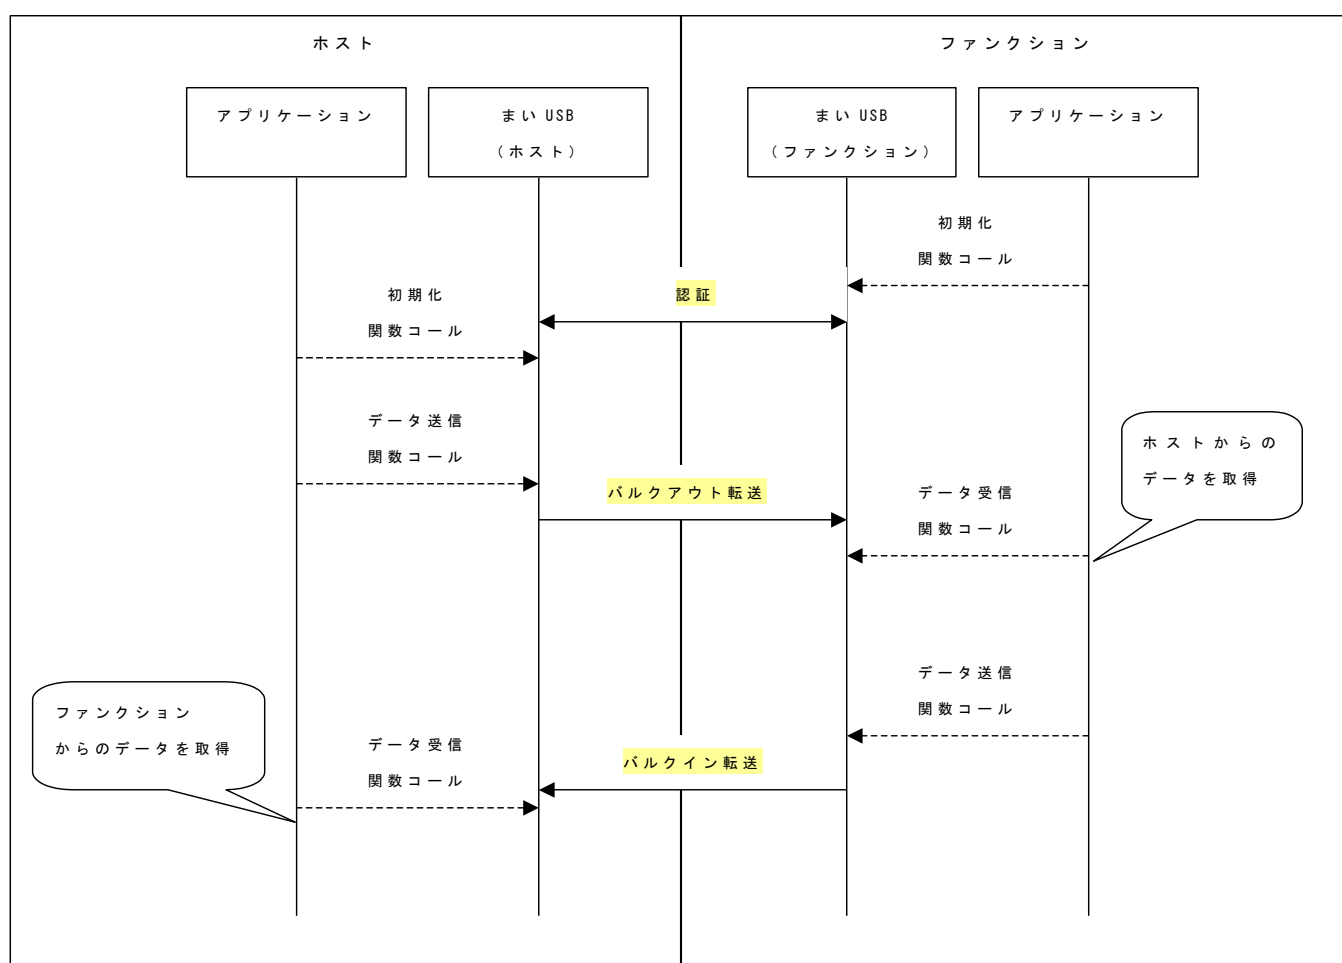 ホスト
ファンクション
アプリケーション
まいUSB
(ホスト)
まいUSB
(ファンクション)
アプリケーション
初期化
関数コール
認証
初期化
関数コール
データ送信
関数コール
ホストからの
データを取得
バルクアウト転送
データ受信
関数コール
データ送信
関数コール
ファンクション
からのデータを取得
データ受信
関数コール
バルクイン転送